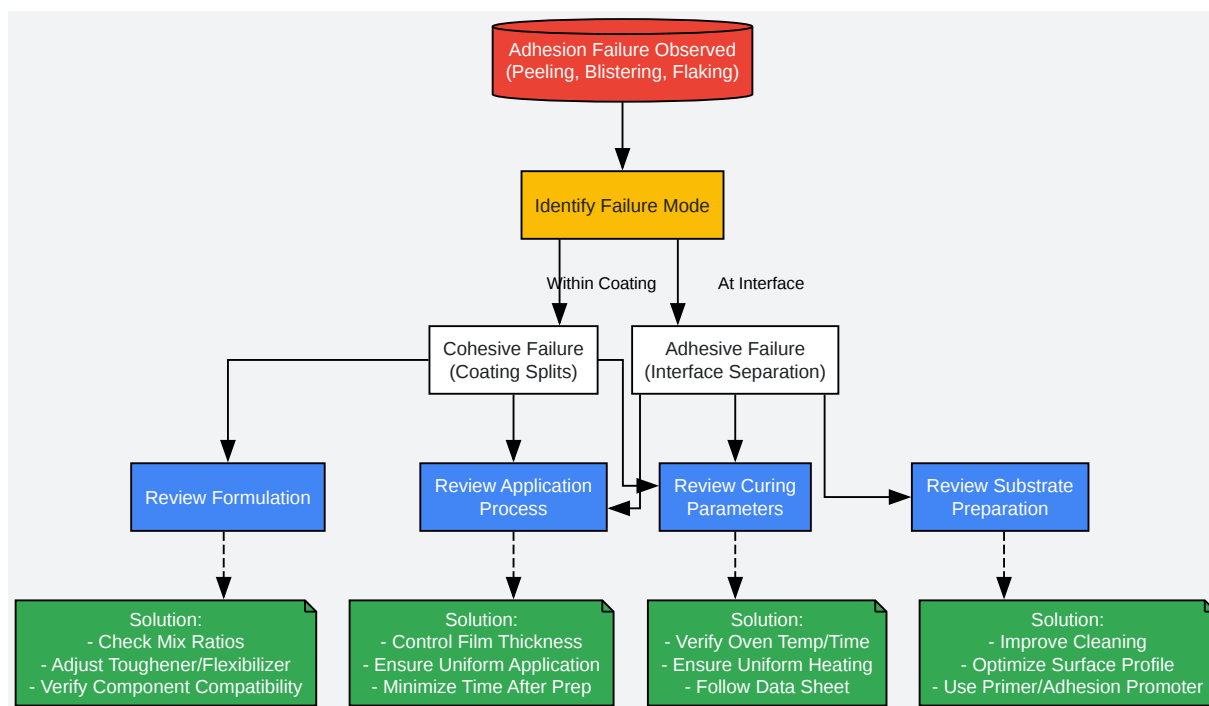 Adhesion Failure Observed
(Peeling, Blistering, Flaking)
Identify Failure Mode
Within Coating
At Interface
Cohesive Failure
(Coating Splits)
Adhesive Failure
(Interface Separation)
Review Formulation
Review Application
Process
Review Curing
Parameters
Review Substrate
Preparation
Solution:
- Check Mix Ratios
- Adjust Toughener/Flexibilizer
- Verify Component Compatibility
Solution:
- Control Film Thickness
- Ensure Uniform Application
- Minimize Time After Prep
Solution:
- Verify Oven Temp/Time
- Ensure Uniform Heating
- Follow Data Sheet
Solution:
- Improve Cleaning
- Optimize Surface Profile
- Use Primer/Adhesion Promoter